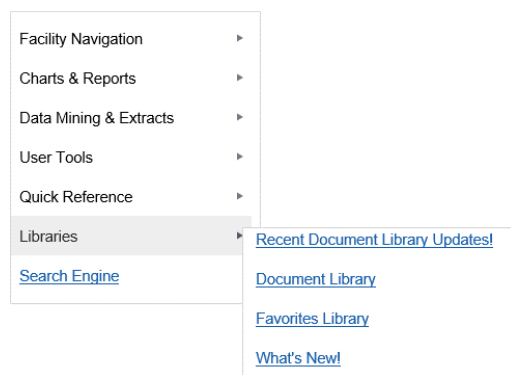 Facility Navigation
Charts & Reports
Data Mining & Extracts
User Tools
Quick Reference
Libraries
Search Engine
Recent Document Library Updates!
Document Library
Favorites Library
What's New!